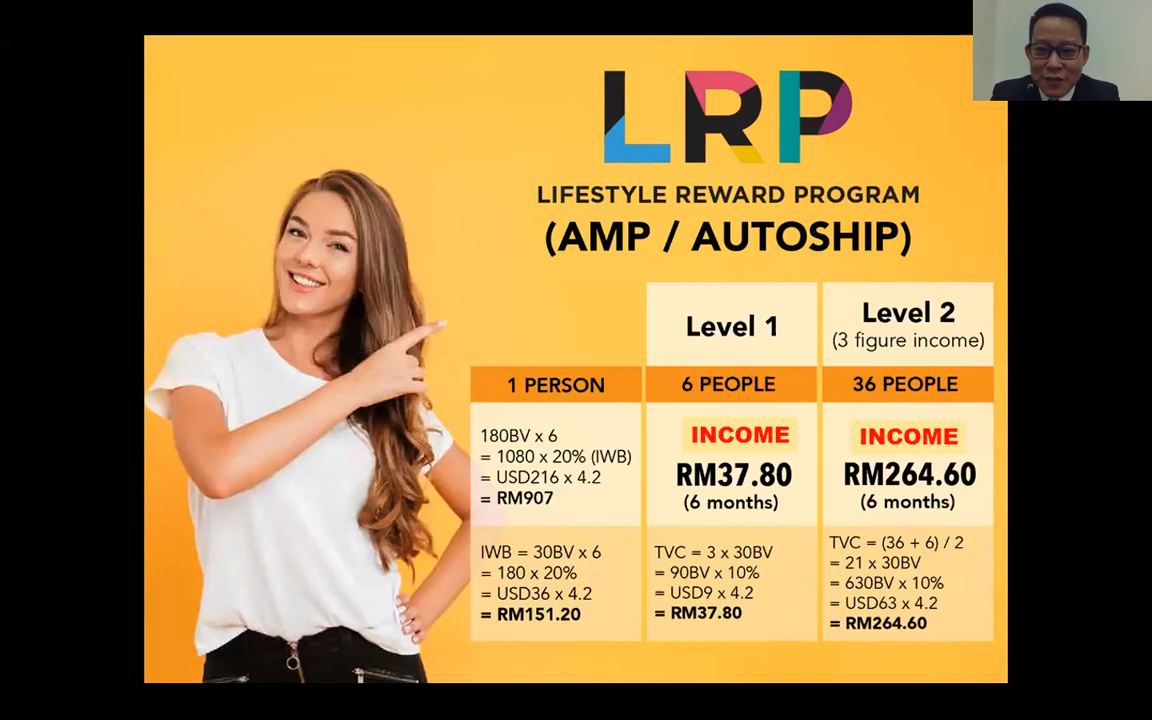 LRP
LIFESTYLE REWARD PROGRAM
(AMP / AUTOSHIP)
Level 1
Level 2
(3 figure income)
1 PERSON
6 PEOPLE
36 PEOPLE
180BV x 6
= 1080 x 20% (IWB)
= USD216 x 4.2
= RM907
INCOME
RM37.80
(6 months)
INCOME
RM264.60
(6 months)
IWB = 30BV x 6
= 180 x 20%
= USD36 x 4.2
= RM151.20
TVC = 3 x 30BV
= 90BV x 10%
= USD9 x 4.2
= RM37.80
TVC = (36 + 6) / 2
= 21 x 30BV
= 630BV x 10%
= USD63 x 4.2
= RM264.60